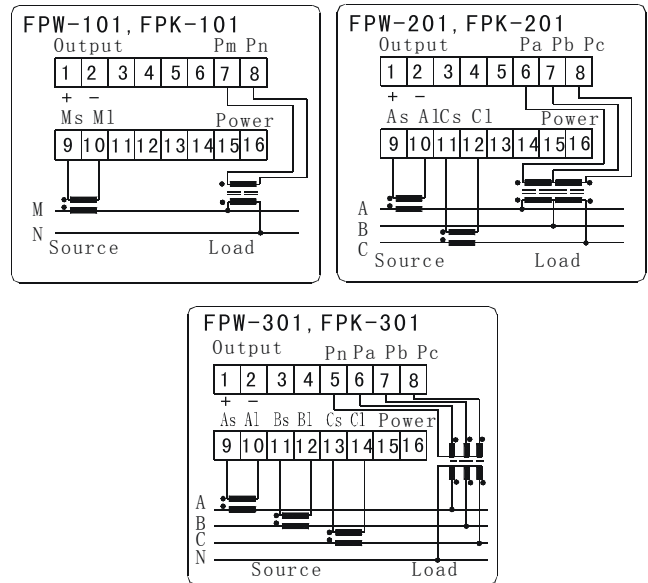 FPW-101, FPK-101
Output Pm Pn
1 2 3 4 5 6 7 8
+ −
Ms Ml Power
9 10 11 12 13 14 15 16
M
N
Source Load
FPW-201, FPK-201
Output Pa Pb Pc
1 2 3 4 5 6 7 8
+ −
As Al Cs Cl Power
9 10 11 12 13 14 15 16
A
B
C
Source Load
FPW-301, FPK-301
Output Pn Pa Pb Pc
1 2 3 4 5 6 7 8
+ −
As Al Bs Bl Cs Cl Power
9 10 11 12 13 14 15 16
A
B
C
N
Source Load